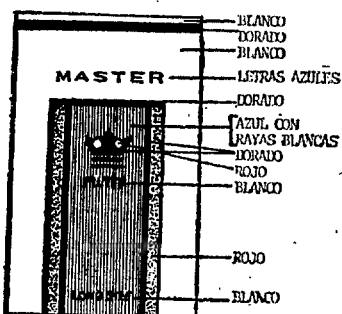 BLANCO
DORADO
BLANCO
MASTER
LETRAS AZULES
DORADO
AZUL CON
RAYAS BLANCAS
DORADO
ROJO
BLANCO
ROJO
BLANCO